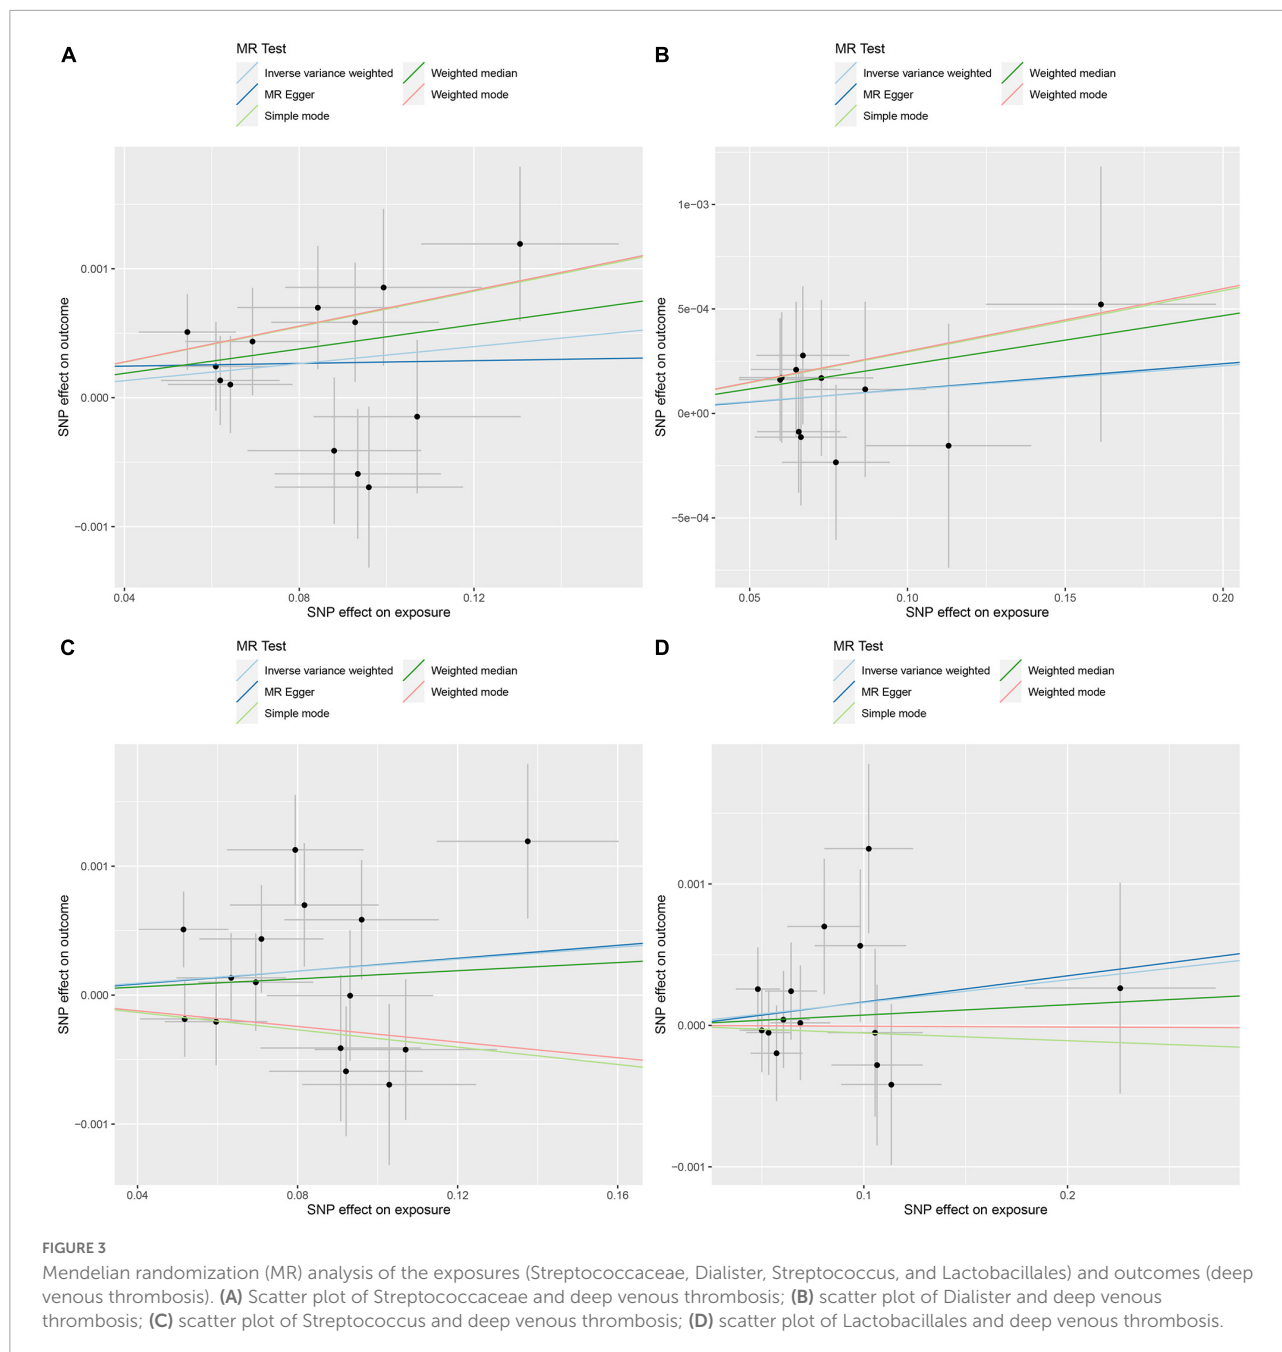 A
MR Test
Inverse variance weighted
Weighted median
MR Egger
Weighted mode
Simple mode
SNP effect on outcome
0.001
0.000
−0.001
0.04
0.08
0.12
SNP effect on exposure
B
MR Test
Inverse variance weighted
Weighted median
MR Egger
Weighted mode
Simple mode
SNP effect on outcome
1e−03
5e−04
0e+00
−5e−04
0.05
0.10
0.15
0.20
SNP effect on exposure
C
MR Test
Inverse variance weighted
Weighted median
MR Egger
Weighted mode
Simple mode
SNP effect on outcome
0.001
0.000
−0.001
0.04
0.08
0.12
0.16
SNP effect on exposure
D
MR Test
Inverse variance weighted
Weighted median
MR Egger
Weighted mode
Simple mode
SNP effect on outcome
0.001
0.000
−0.001
0.1
0.2
SNP effect on exposure
FIGURE 3
Mendelian randomization (MR) analysis of the exposures (Streptococcaceae, Dialister, Streptococcus, and Lactobacillales) and outcomes (deep
venous thrombosis). (A) Scatter plot of Streptococcaceae and deep venous thrombosis; (B) scatter plot of Dialister and deep venous
thrombosis; (C) scatter plot of Streptococcus and deep venous thrombosis; (D) scatter plot of Lactobacillales and deep venous thrombosis.